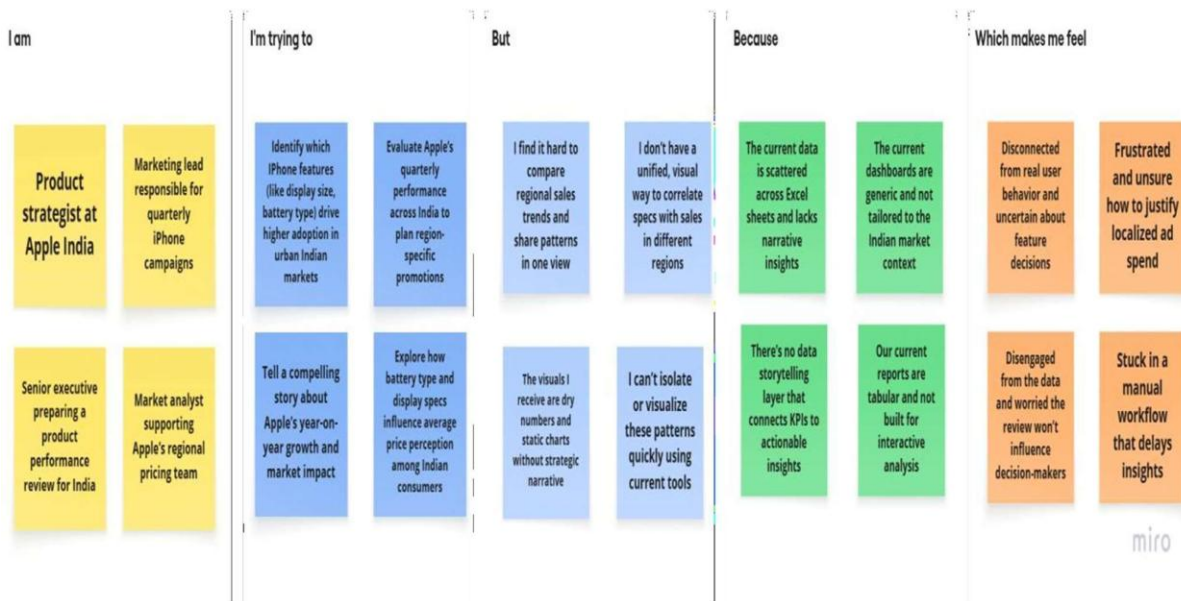 I am
Product
strategist at
Apple India
Marketing lead
responsible for
quarterly
iPhone
campaigns
Senior executive
preparing a
product
performance
review for India
Market analyst
supporting
Apple's regional
pricing team
I'm trying to
Identify which
iPhone features
(like display size,
battery type) drive
higher adoption in
urban Indian
markets
Evaluate Apple's
quarterly
performance
across India to
plan region-
specific
promotions
Tell a compelling
story about
Apple's year-on-
year growth and
market impact
Explore how
battery type and
display specs
influence average
price perception
among Indian
consumers
But
I find it hard to
compare
regional sales
trends and
share patterns
in one view
I don't have a
unified, visual
way to correlate
specs with sales
in different
regions
The visuals I
receive are dry
numbers and
static charts
without strategic
narrative
I can't isolate
or visualize
these patterns
quickly using
current tools
Because
The current data
is scattered
across Excel
sheets and lacks
narrative
insights
The current
dashboards are
generic and not
tailored to the
Indian market
context
There's no data
storytelling
layer that
connects KPIs to
actionable
insights
Our current
reports are
tabular and not
built for
interactive
analysis
Which makes me feel
Disconnected
from real user
behavior and
uncertain about
feature
decisions
Frustrated
and unsure
how to justify
localized ad
spend
Disengaged
from the data
and worried the
review won't
influence
decision-makers
Stuck in a
manual
workflow
that delays
insights
miro